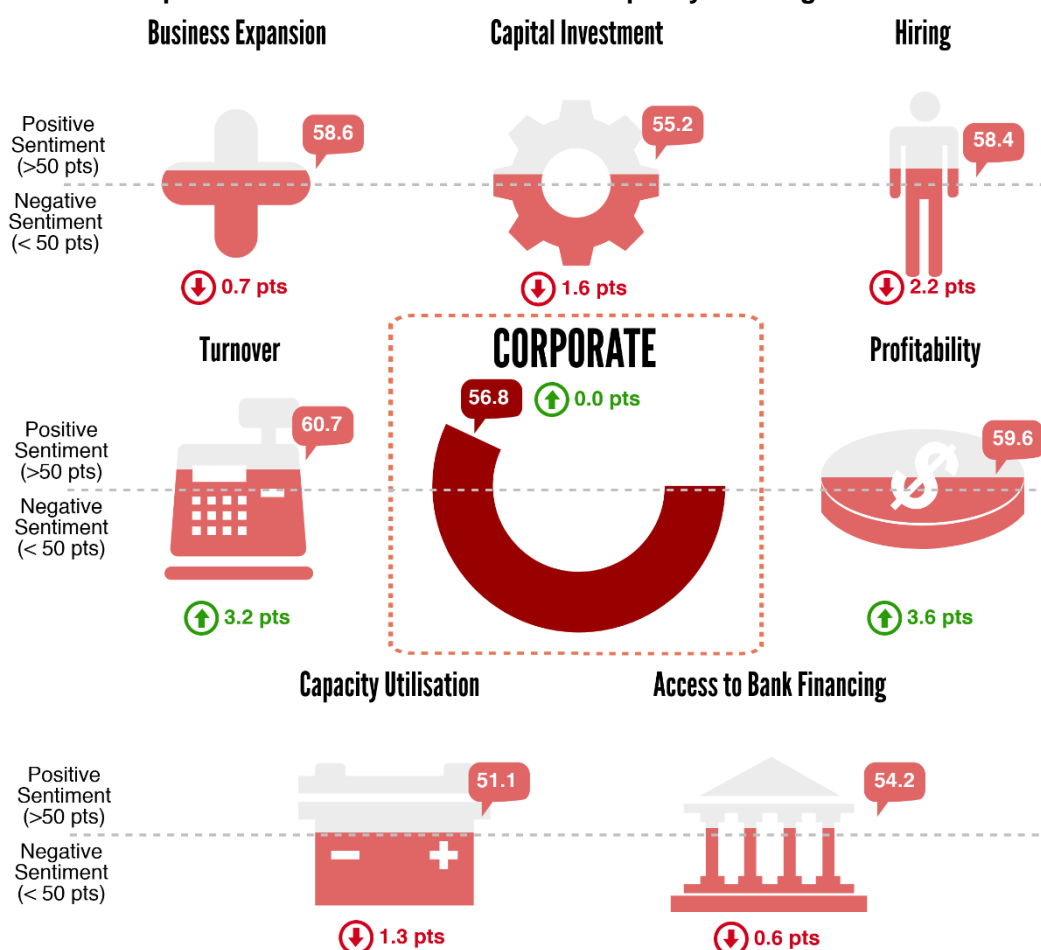 Business Expansion
Capital Investment
Hiring
Positive
Sentiment
(>50 pts)
Negative
Sentiment
(< 50 pts)
58.6
55.2
58.4
0.7 pts
1.6 pts
2.2 pts
Turnover
CORPORATE
Profitability
56.8
0.0 pts
Positive
Sentiment
(>50 pts)
Negative
Sentiment
(< 50 pts)
60.7
59.6
$
3.2 pts
3.6 pts
Capacity Utilisation
Access to Bank Financing
Positive
Sentiment
(>50 pts)
Negative
Sentiment
(< 50 pts)
51.1
54.2
1.3 pts
0.6 pts